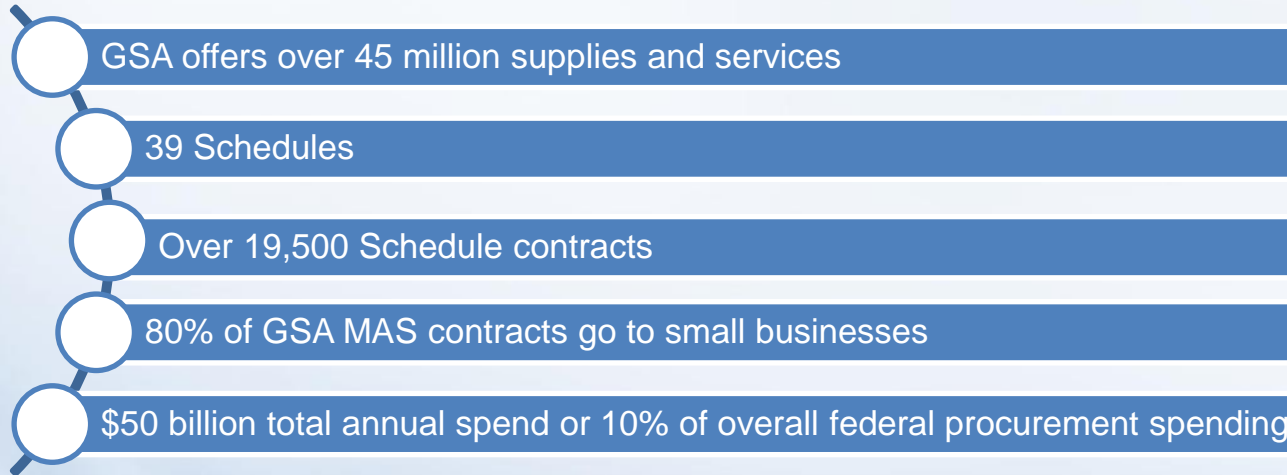 GSA offers over 45 million supplies and services
39 Schedules
Over 19,500 Schedule contracts
80% of GSA MAS contracts go to small businesses
$50 billion total annual spend or 10% of overall federal procurement spending